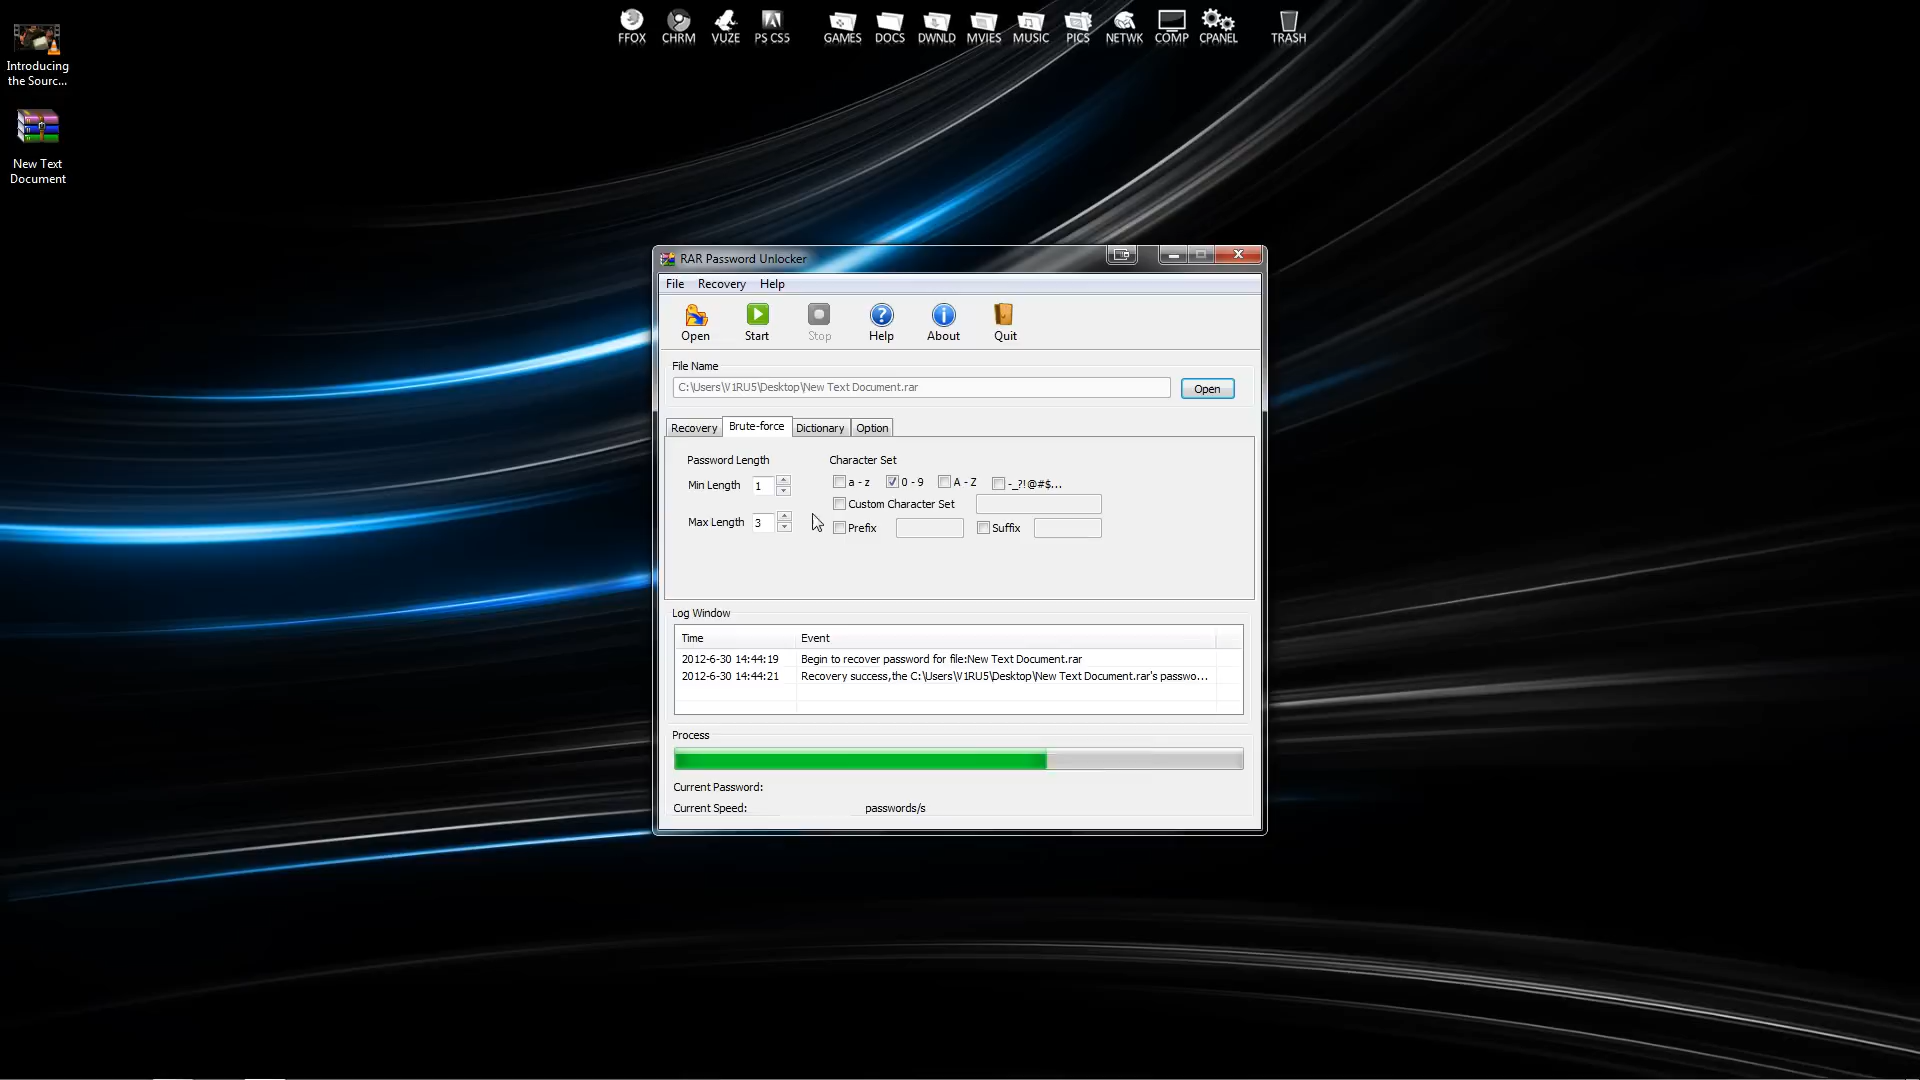 FFOX CHRM VUZE PS CS5 GAMES DOCS DWNLD MVIES MUSIC PICS NETWK COMP CPANEL TRASH
Introducing
the Sourc...
New Text
Document
RAR Password Unlocker
File Recovery Help
Open Start Stop Help About Quit
File Name
C:\Users\V1RU5\Desktop\New Text Document.rar Open
Recovery Brute-force Dictionary Option
Password Length Character Set
Min Length 1 a - z 0 - 9 A - Z -_?!@#$...
Custom Character Set
Max Length 3 Prefix Suffix
Log Window
Time Event
2012-6-30 14:44:19 Begin to recover password for file:New Text Document.rar
2012-6-30 14:44:21 Recovery success,the C:\Users\V1RU5\Desktop\New Text Document.rar's passwo...
Process
Current Password:
Current Speed: passwords/s